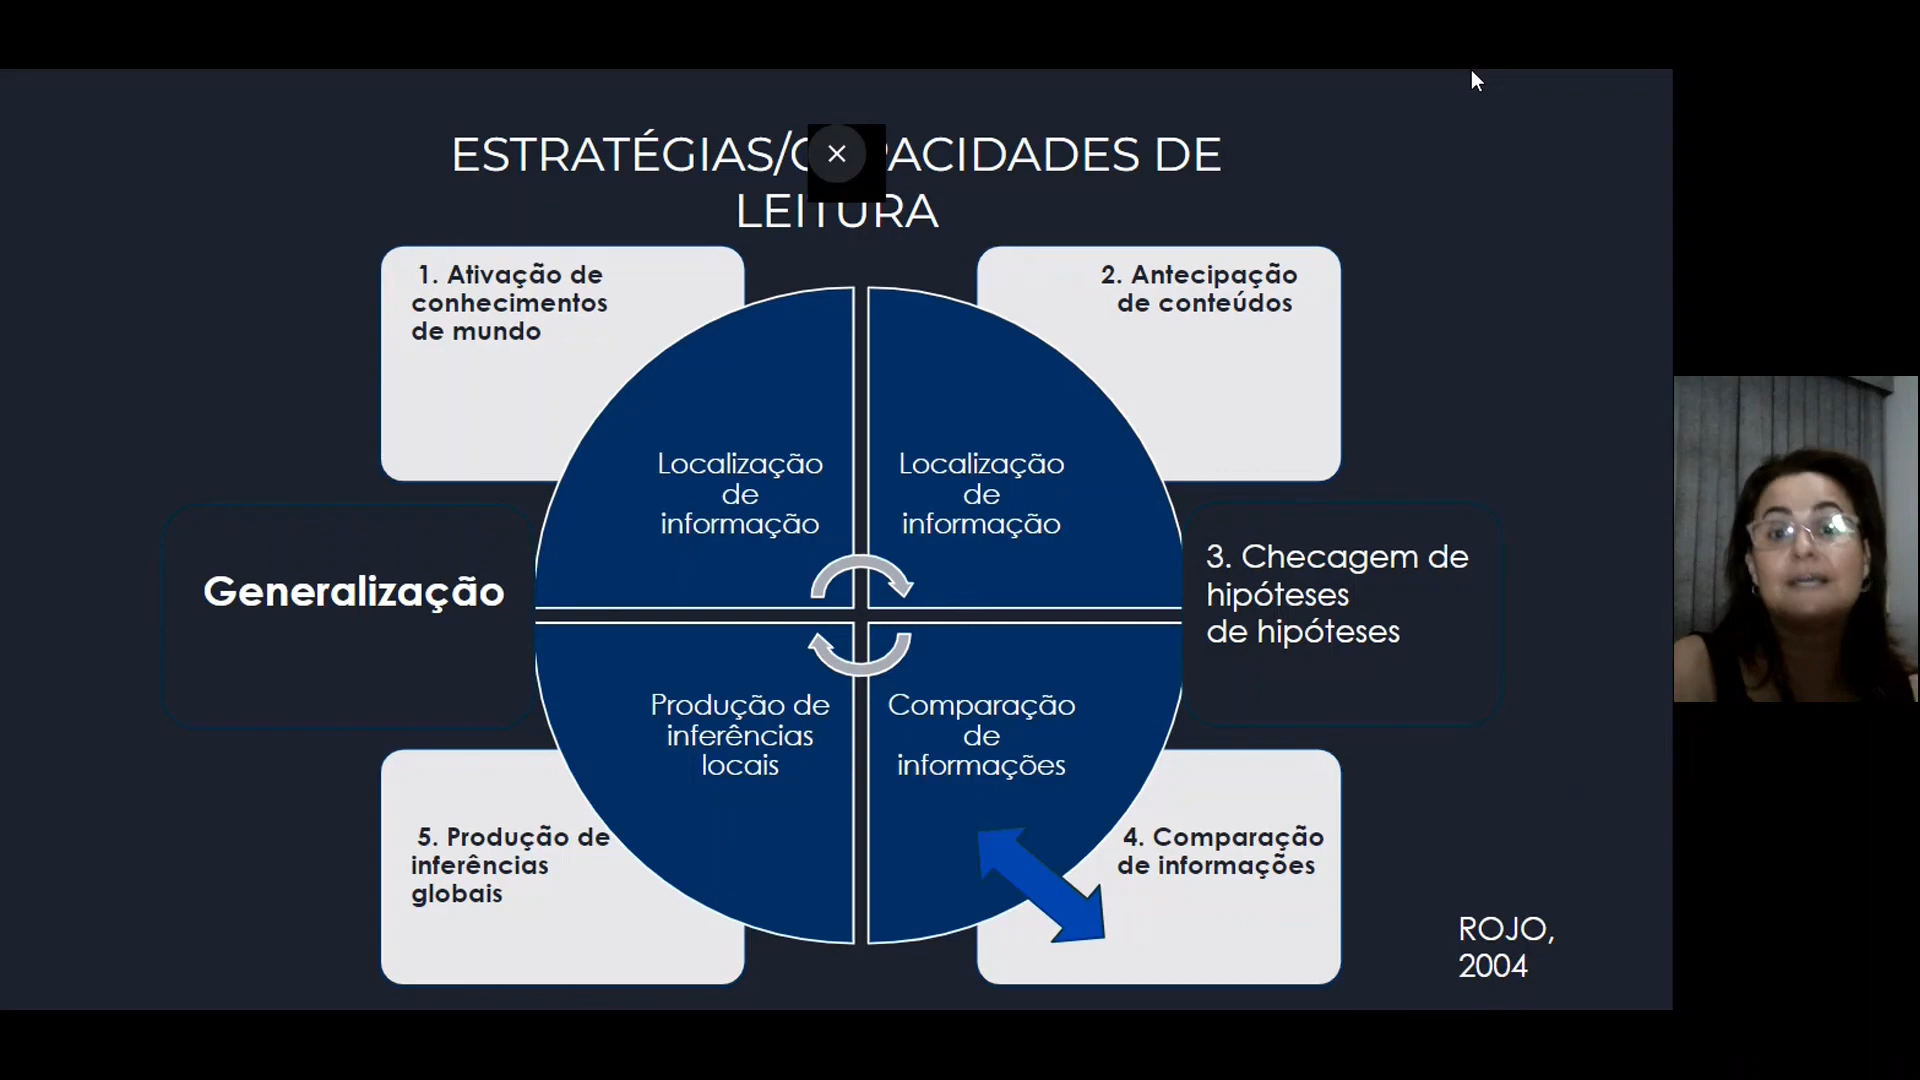 ESTRATÉGIAS/CAPACIDADES DE
LEITURA
1. Ativação de
conhecimentos
de mundo
2. Antecipação
de conteúdos
Localização
de
informação
Localização
de
informação
Generalização
3. Checagem de
hipóteses
de hipóteses
Produção de
inferências
locais
Comparação
de
informações
5. Produção de
inferências
globais
4. Comparação
de informações
ROJO,
2004